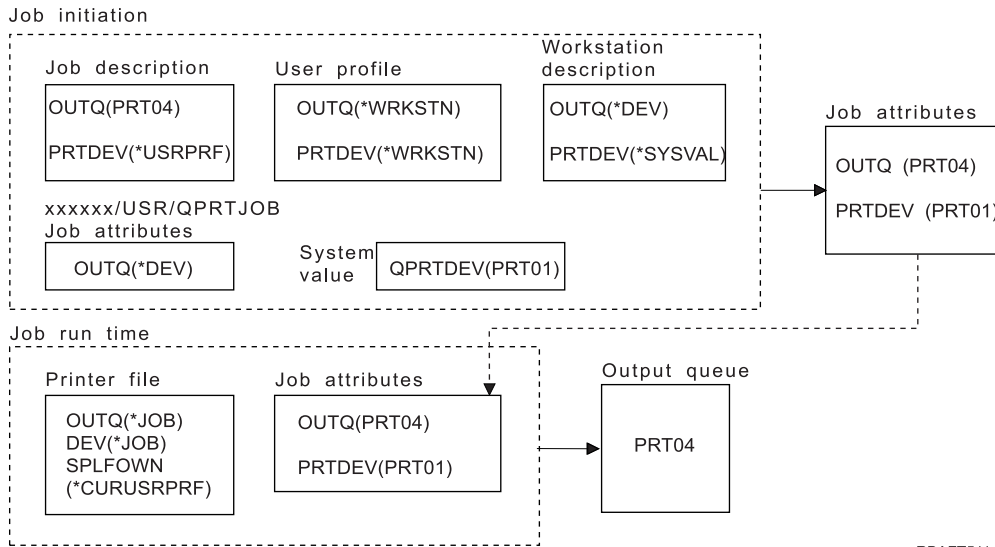 Job initiation
Job description
OUTQ(PRT04)
PRTDEV(*USRPRF)
User profile
OUTQ(*WRKSTN)
PRTDEV(*WRKSTN)
Workstation
description
OUTQ(*DEV)
PRTDEV(*SYSVAL)
Job attributes
OUTQ (PRT04)
PRTDEV (PRT01)
xxxxxx/USR/QPRTJOB
Job attributes
OUTQ(*DEV)
System
value
QPRTDEV(PRT01)
Job run time
Printer file
OUTQ(*JOB)
DEV(*JOB)
SPLFOWN
(*CURUSRPRF)
Job attributes
OUTQ(PRT04)
PRTDEV(PRT01)
Output queue
PRT04